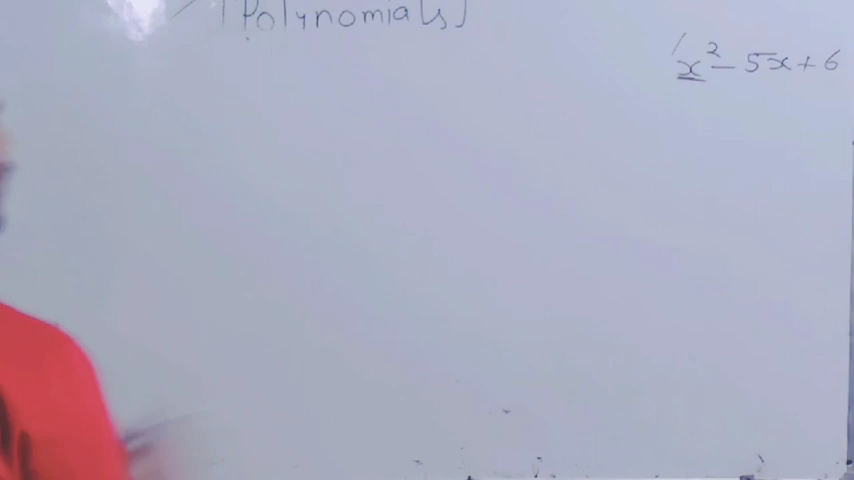 [Polynomials]
x² - 5x + 6